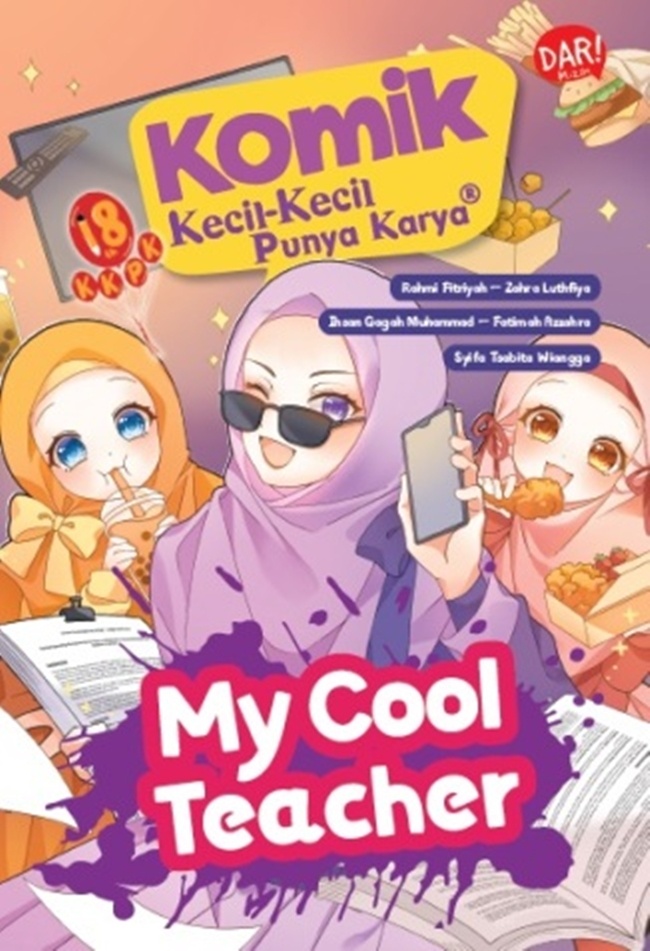 DAR!
Mizan
Komik
Kecil-Kecil
Punya Karya®
18
KKPK
Rahmi Fitriyah — Zahra Luthfiya
Ihsan Gagah Muhammad — Fatimah Azzahra
Syifa Tsabita Wiangga
My Cool
Teacher